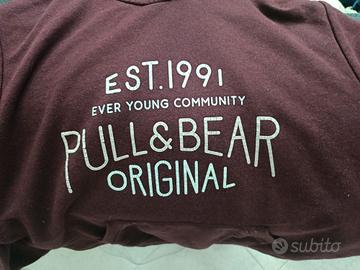 EST.1991
EVER YOUNG COMMUNITY
PULL&BEAR
ORIGINAL
subito